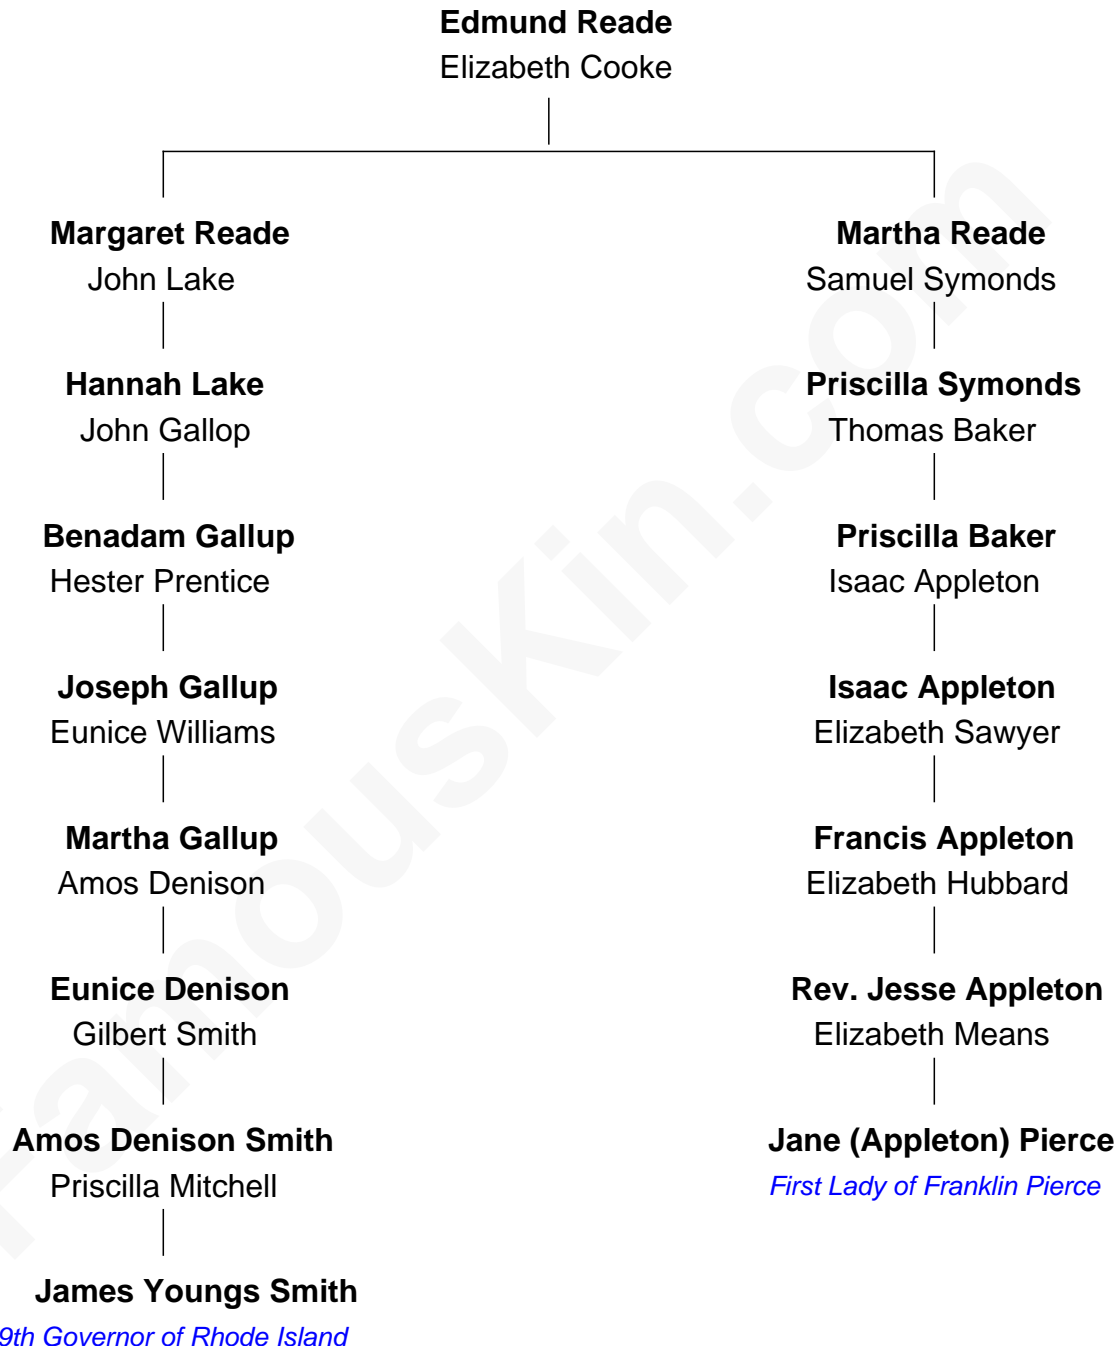 Edmund Reade
Elizabeth Cooke
Margaret Reade
John Lake
Hannah Lake
John Gallop
Benadam Gallup
Hester Prentice
Joseph Gallup
Eunice Williams
Martha Gallup
Amos Denison
Eunice Denison
Gilbert Smith
Amos Denison Smith
Priscilla Mitchell
James Youngs Smith
9th Governor of Rhode Island
Martha Reade
Samuel Symonds
Priscilla Symonds
Thomas Baker
Priscilla Baker
Isaac Appleton
Isaac Appleton
Elizabeth Sawyer
Francis Appleton
Elizabeth Hubbard
Rev. Jesse Appleton
Elizabeth Means
Jane (Appleton) Pierce
First Lady of Franklin Pierce
FamousKin.com